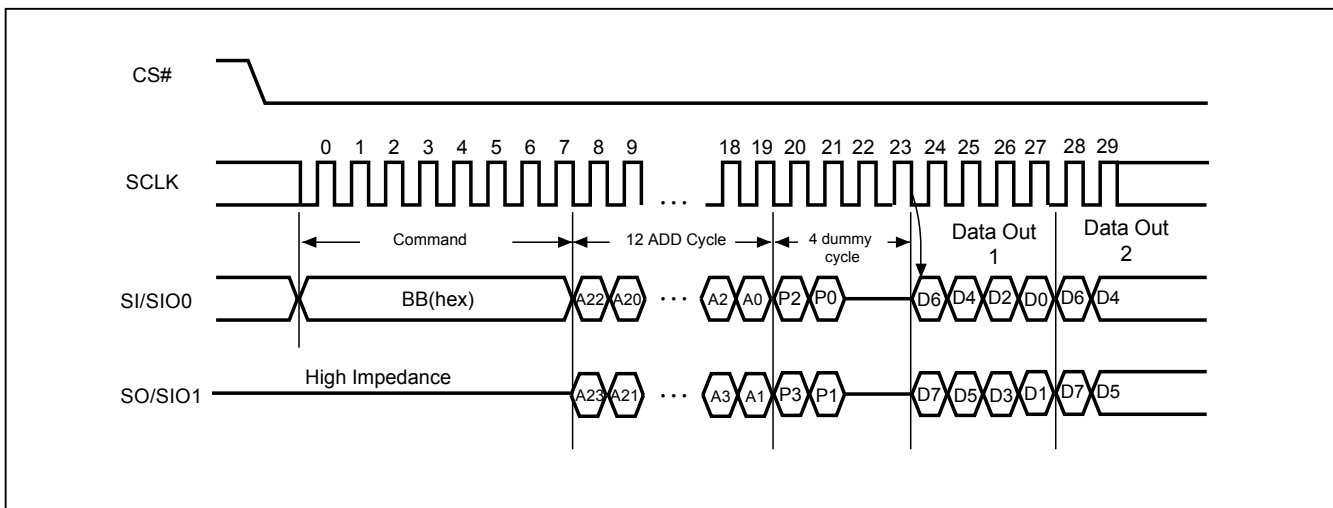 CS#
0 1 2 3 4 5 6 7 8 9 18 19 20 21 22 23 24 25 26 27 28 29
SCLK
...
Command 12 ADD Cycle 4 dummy
cycle
Data Out
1
Data Out
2
SI/SIO0 BB(hex) A22 A20 ... A2 A0 P2 P0 D6 D4 D2 D0 D6 D4
High Impedance
SO/SIO1 A23 A21 ... A3 A1 P3 P1 D7 D5 D3 D1 D7 D5